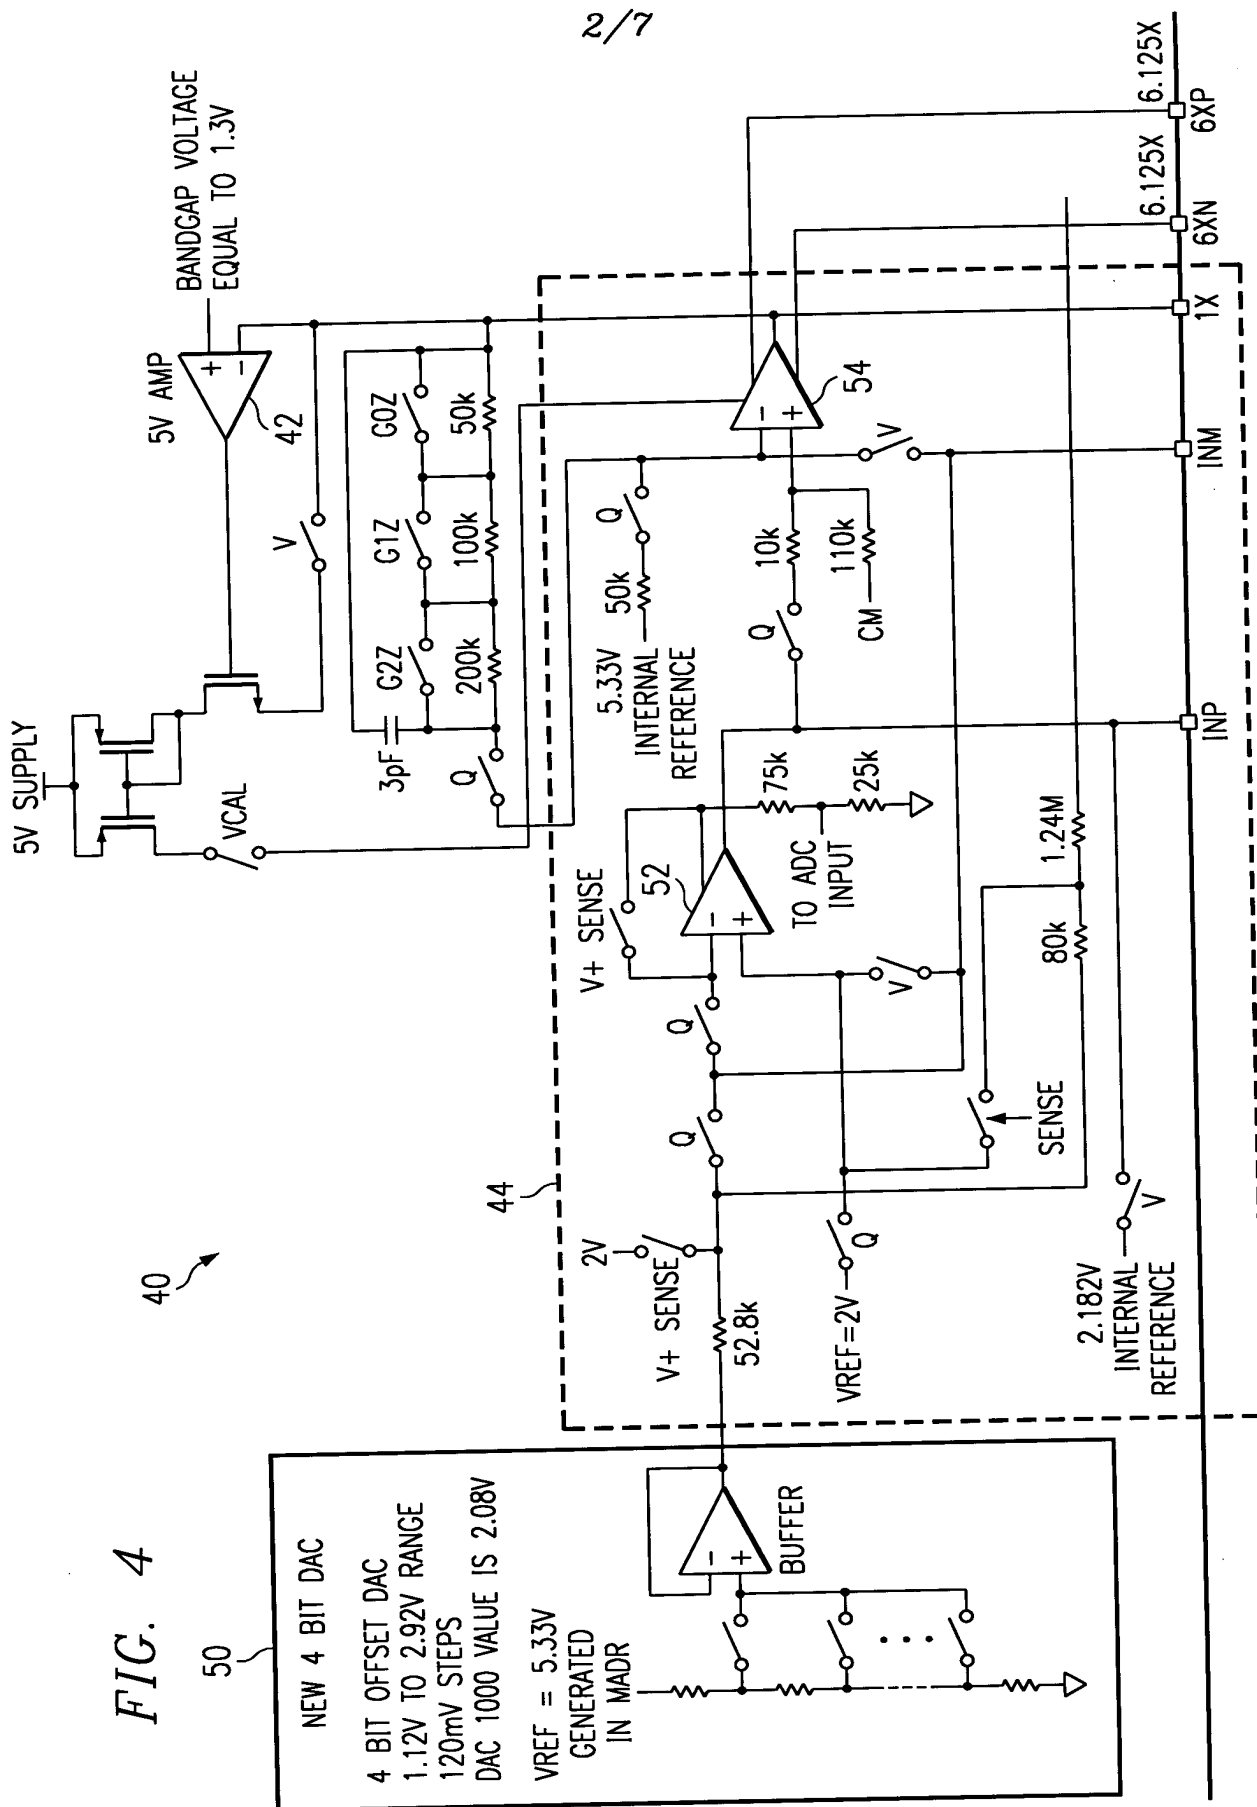 2/7
FIG. 4
40
50
NEW 4 BIT DAC
4 BIT OFFSET DAC
1.12V TO 2.92V RANGE
120mV STEPS
DAC 1000 VALUE IS 2.08V
VREF = 5.33V
GENERATED
IN MADR
-
+
BUFFER
5V SUPPLY
VCAL
V
5V AMP
+
-
42
BANDGAP VOLTAGE
EQUAL TO 1.3V
3pF
G2Z
G1Z
G0Z
Q
200k
100k
50k
44
2V
V+ SENSE
52.8k
Q
Q
V+ SENSE
52
-
+
75k
25k
TO ADC
INPUT
5.33V
INTERNAL
REFERENCE
50k
Q
Q
10k
110k
CM
-
+
54
V
VREF=2V
Q
V
SENSE
80k
1.24M
2.182V
INTERNAL
REFERENCE
V
INP
INM
1X
6XN
6.125X
6XP
6.125X